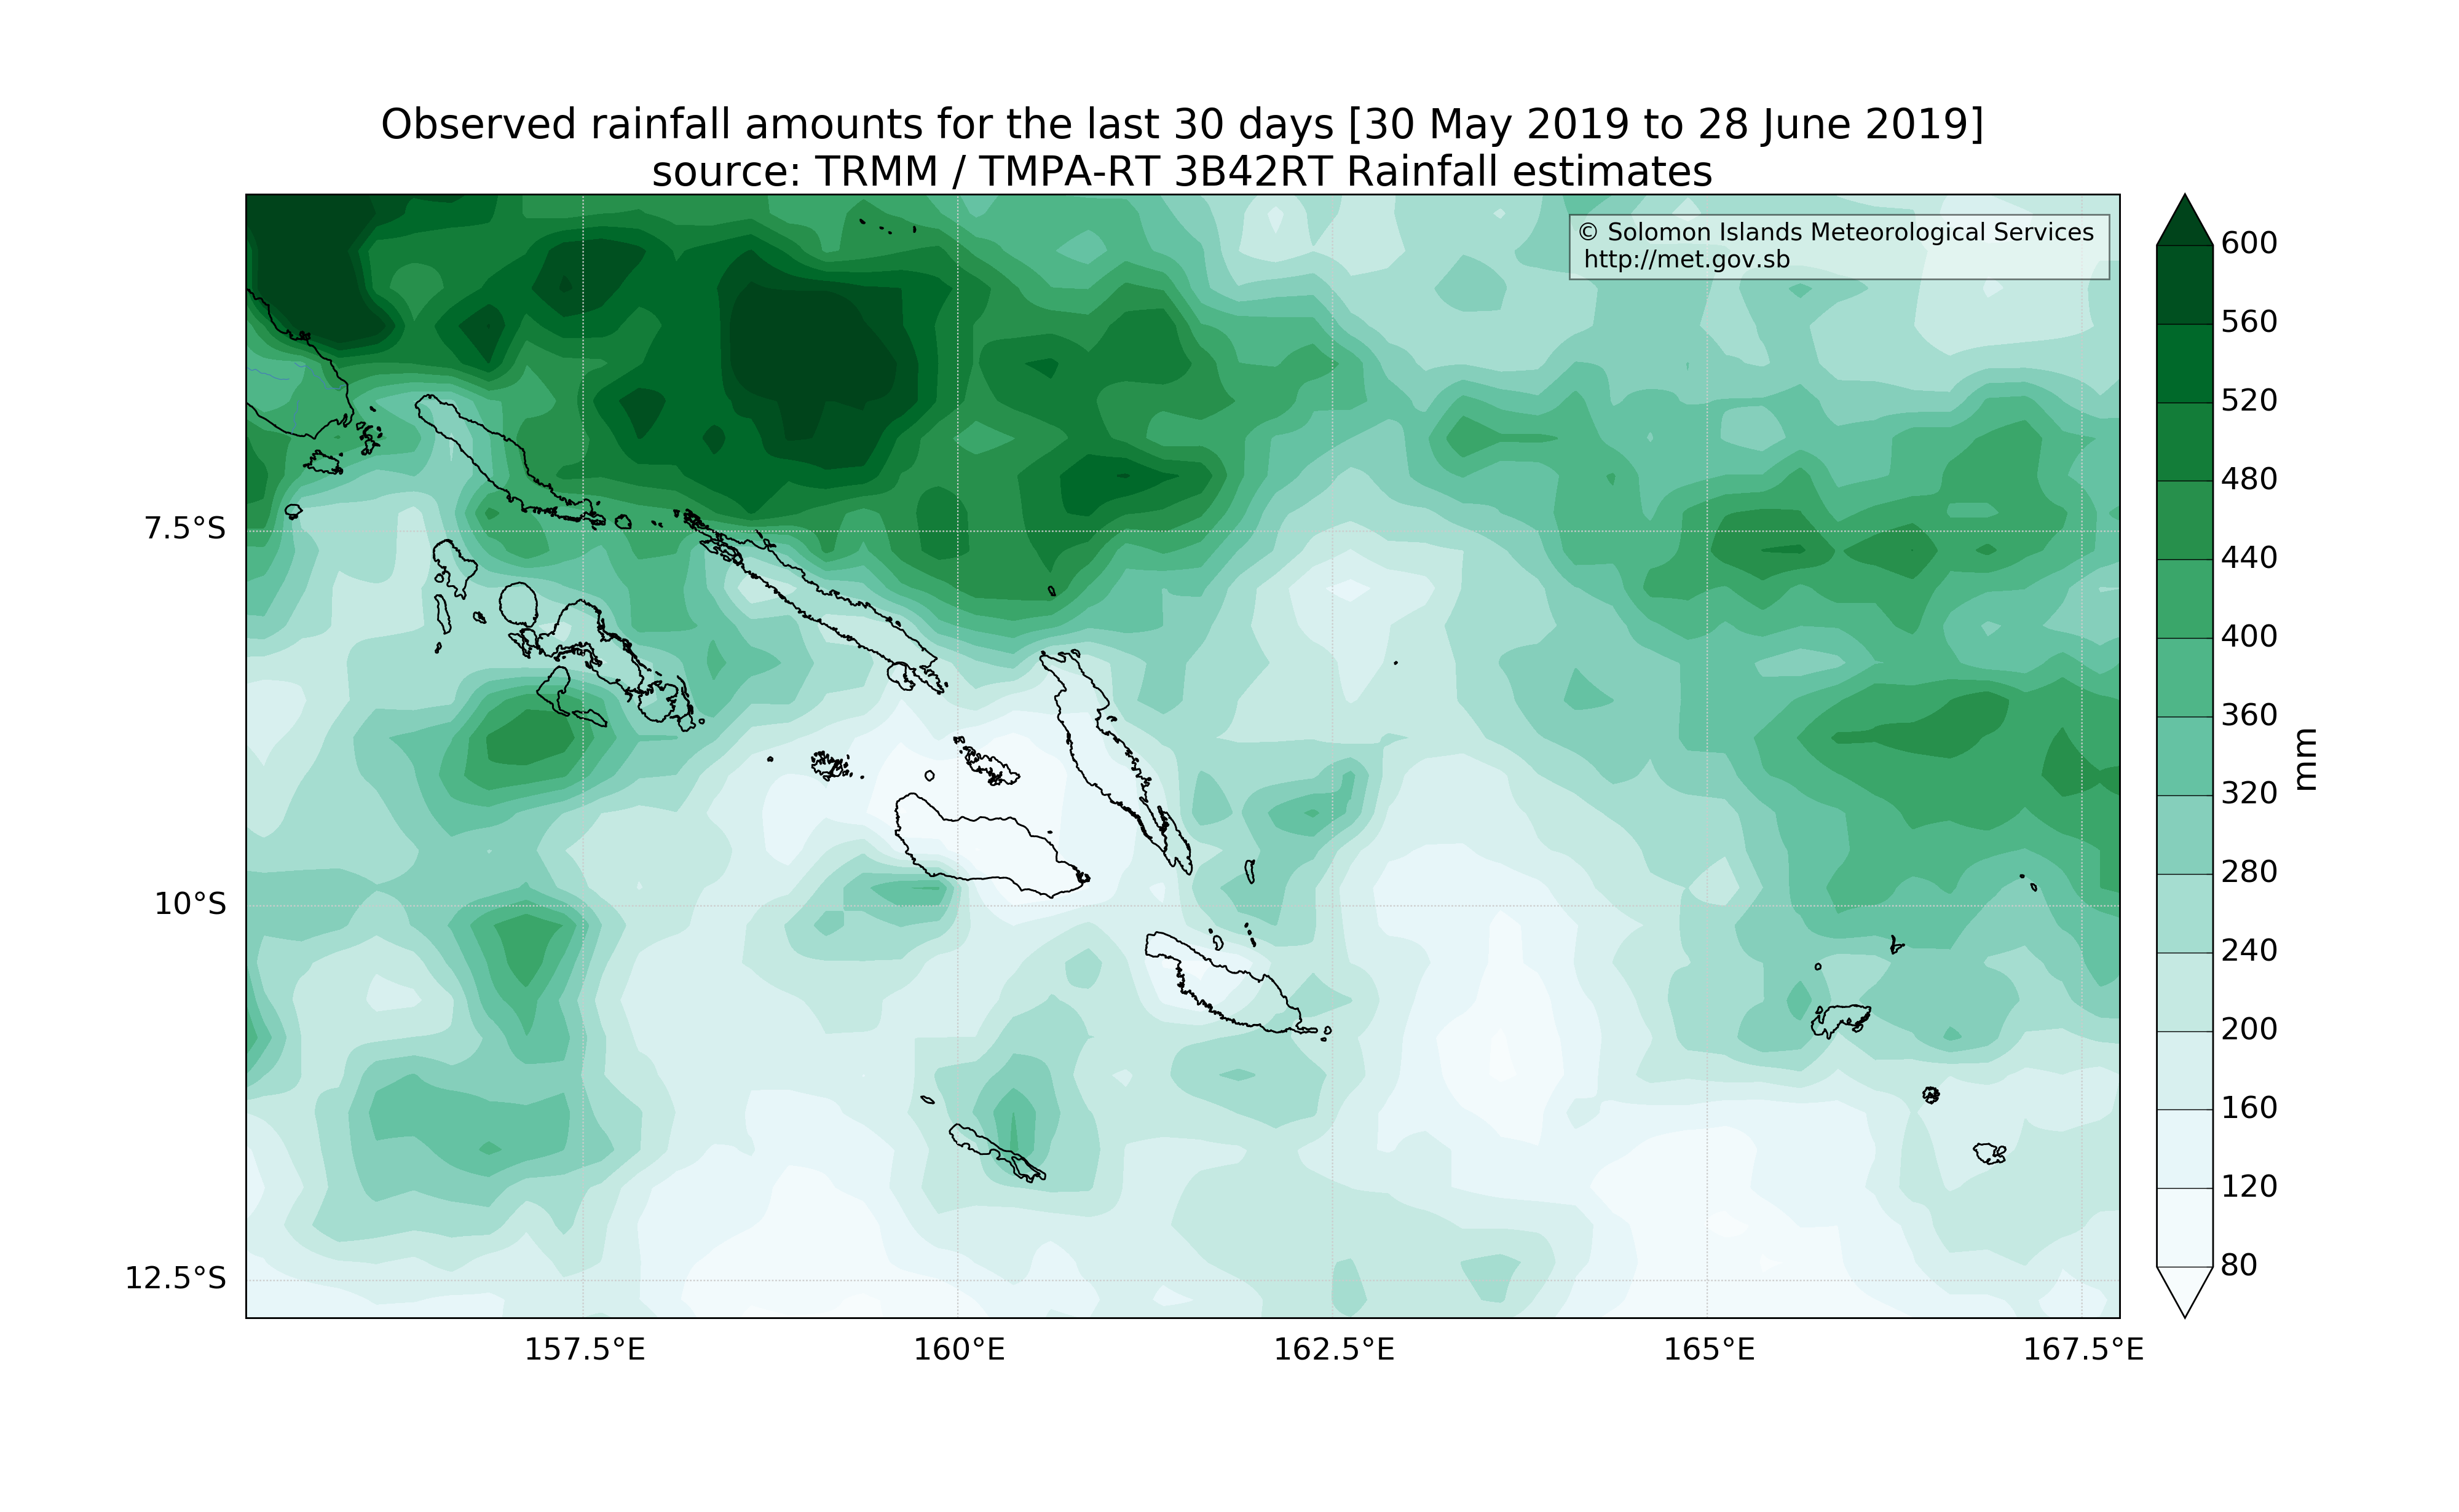 Observed rainfall amounts for the last 30 days [30 May 2019 to 28 June 2019]
source: TRMM / TMPA-RT 3B42RT Rainfall estimates
© Solomon Islands Meteorological Services
http://met.gov.sb
7.5°S
10°S
12.5°S
157.5°E
160°E
162.5°E
165°E
167.5°E
600
560
520
480
440
400
360
320
280
240
200
160
120
80
mm